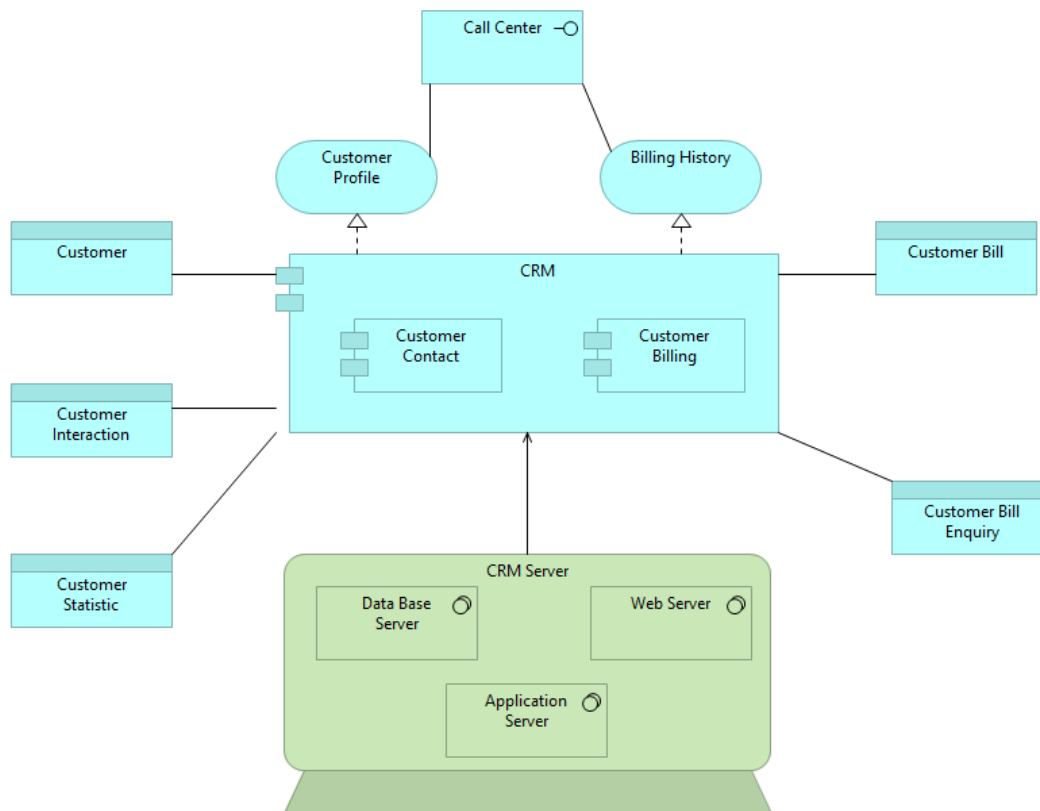 Call Center
Customer
Profile
Billing History
Customer
CRM
Customer Bill
Customer
Contact
Customer
Billing
Customer
Interaction
Customer Bill
Enquiry
Customer
Statistic
CRM Server
Data Base
Server
Web Server
Application
Server